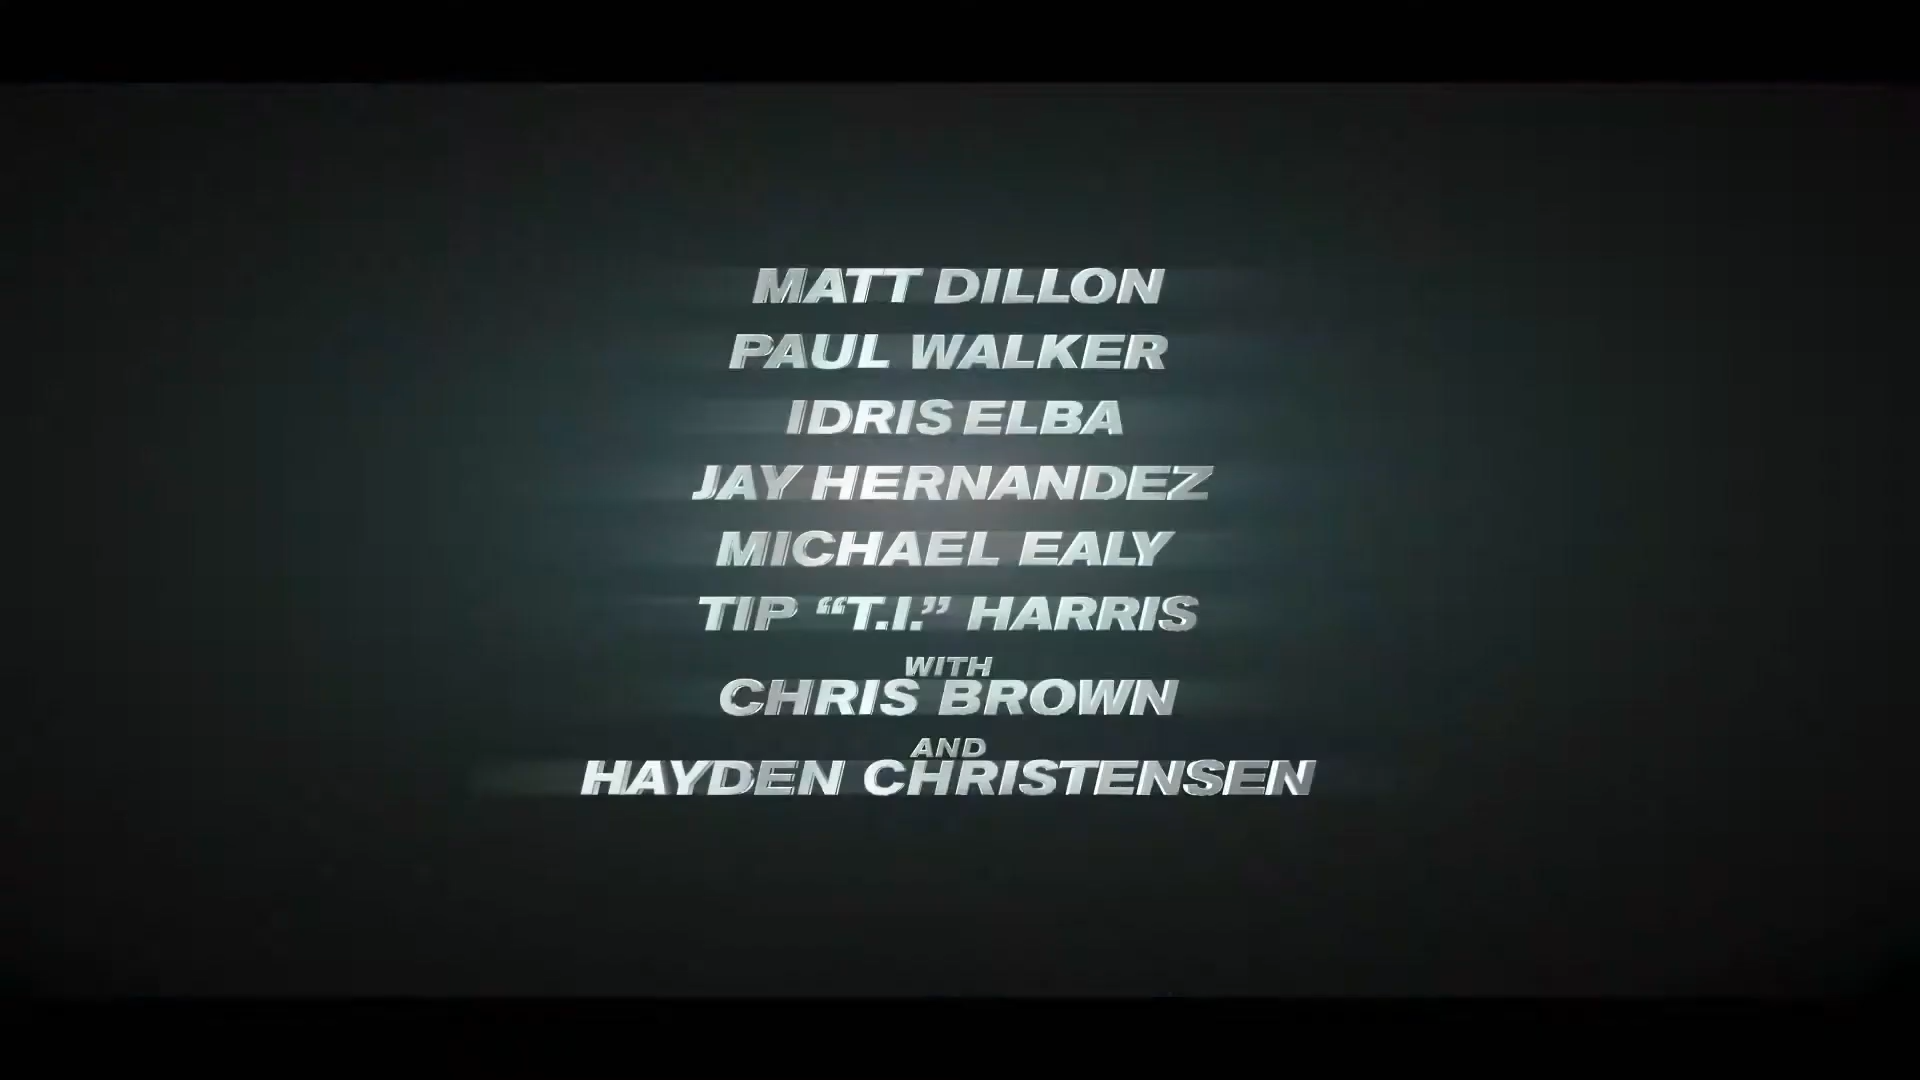 MATT DILLON
PAUL WALKER
IDRIS ELBA
JAY HERNANDEZ
MICHAEL EALY
TIP “T.I.” HARRIS
WITH
CHRIS BROWN
AND
HAYDEN CHRISTENSEN